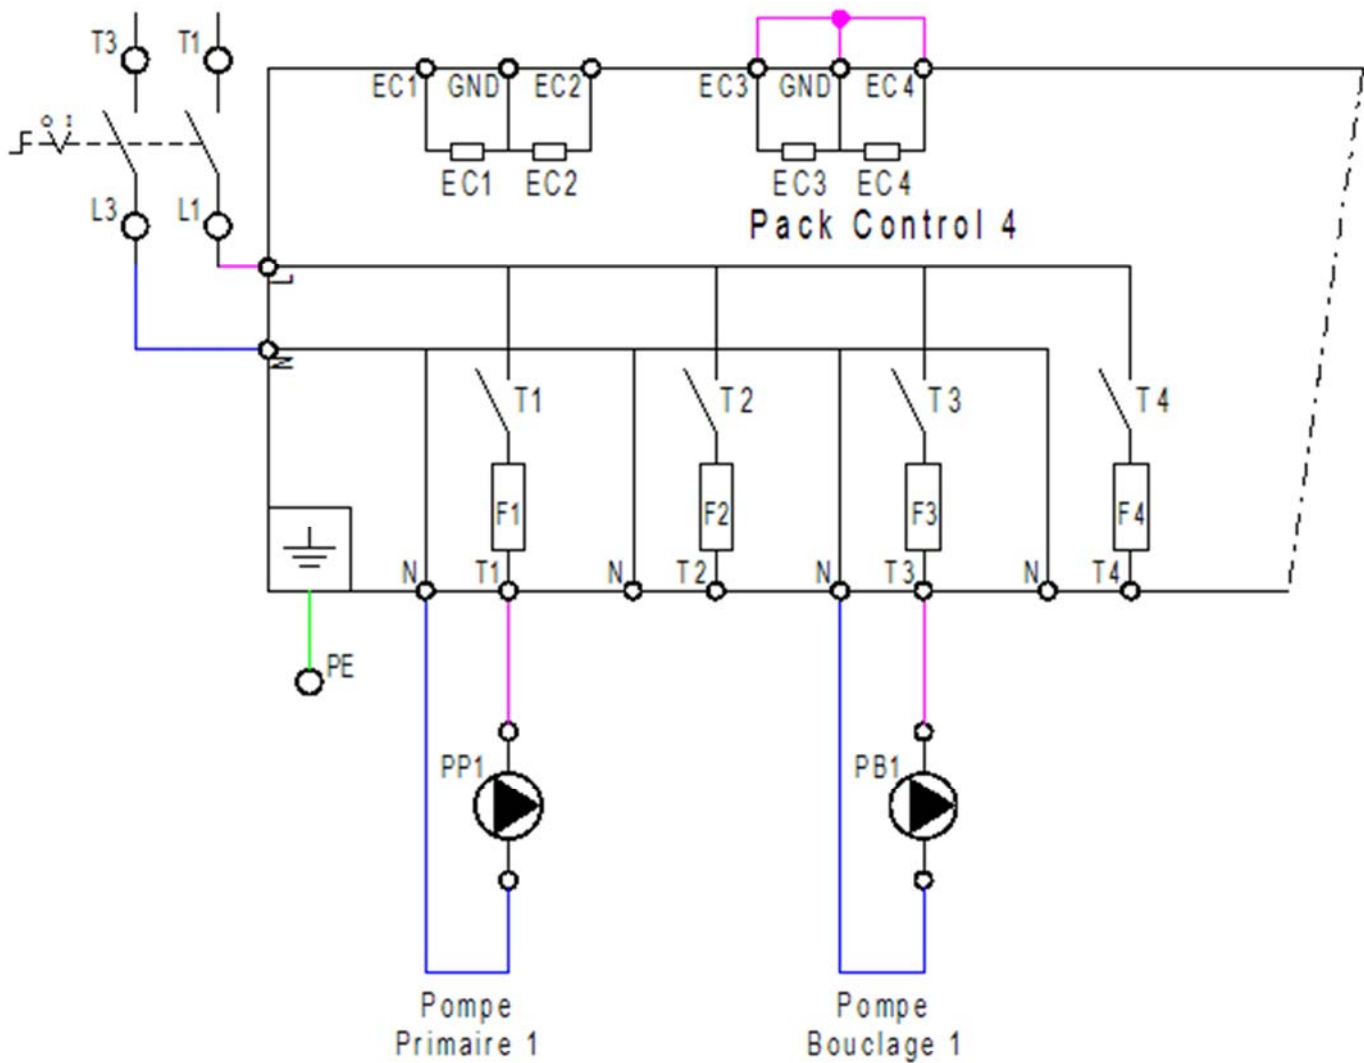 T3 T1
EC1 GND EC2 EC3 GND EC4
O I
EC1 EC2 EC3 EC4
L3 L1
Pack Control 4
L
N
T1 T2 T3 T4
F1 F2 F3 F4
N T1 N T2 N T3 N T4
PE
PP1 PB1
Pompe
Primaire 1
Pompe
Bouclage 1